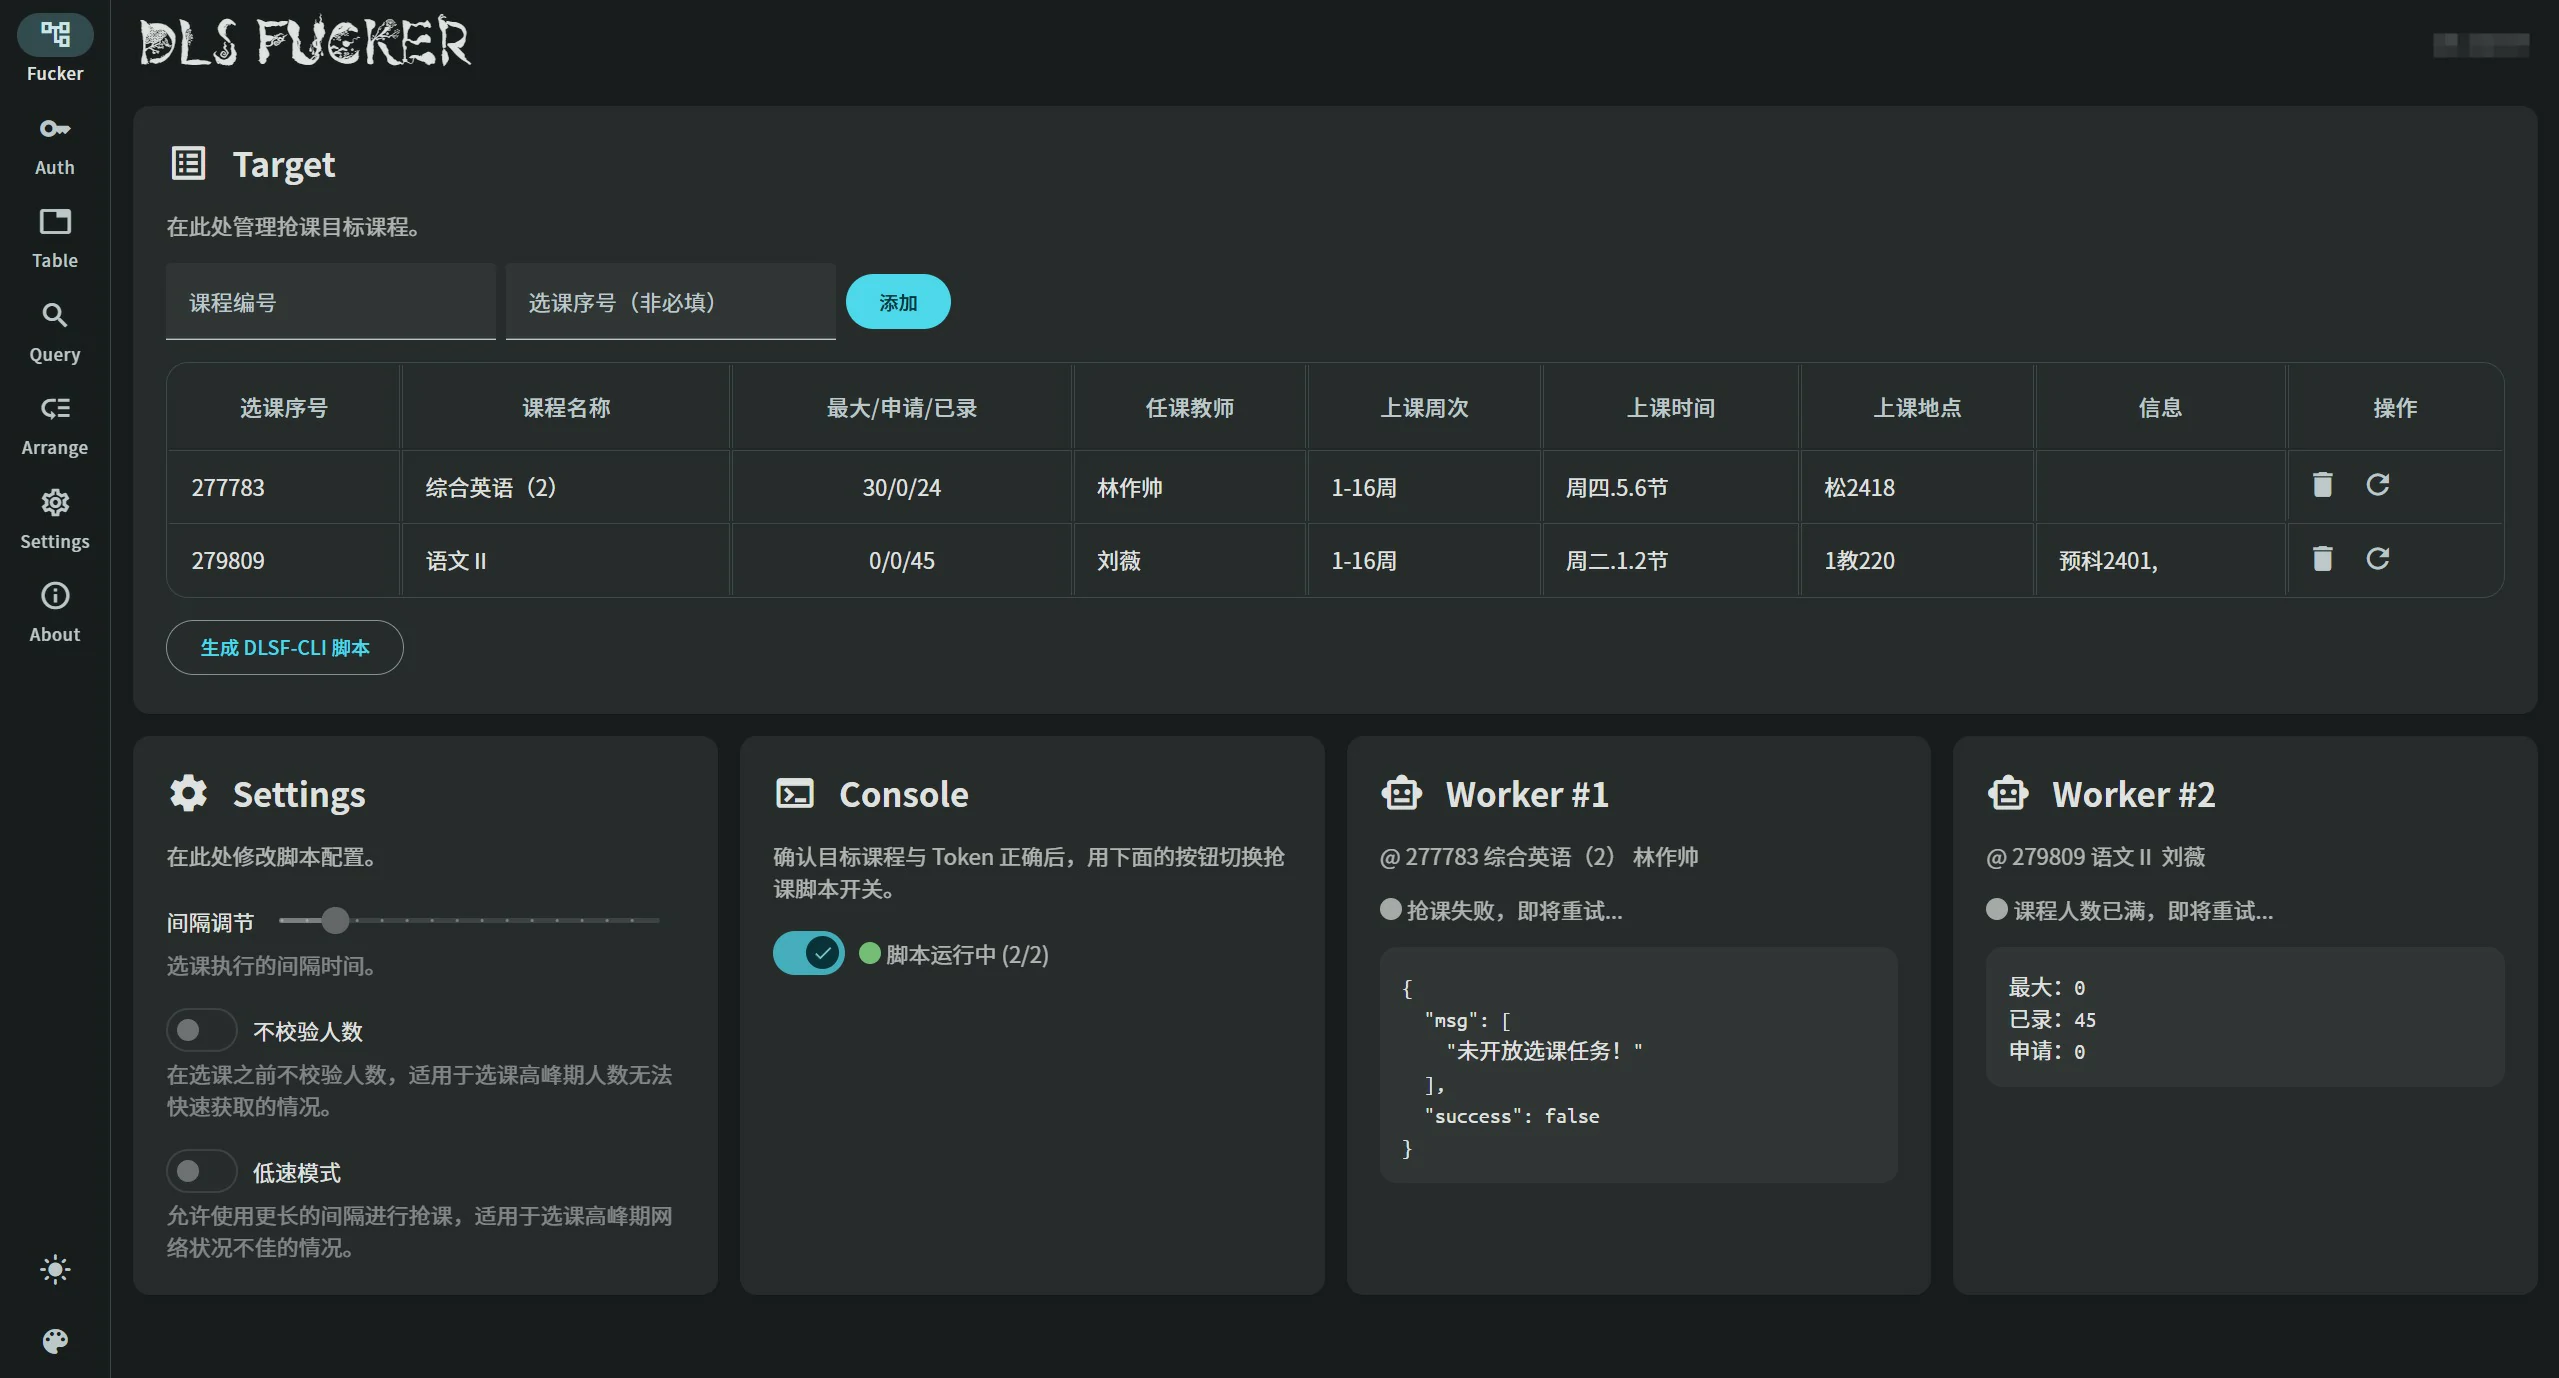 DLS FUCKER
Fucker
Auth
Table
Query
Arrange
Settings
About
Target
在此处管理抢课目标课程。
课程编号 选课序号（非必填） 添加
选课序号 课程名称 最大/申请/已录 任课教师 上课周次 上课时间 上课地点 信息 操作
277783 综合英语（2） 30/0/24 林作帅 1-16周 周四.5.6节 松2418
279809 语文 II 0/0/45 刘薇 1-16周 周二.1.2节 1教220 预科2401,
生成 DLSF-CLI 脚本
Settings
在此处修改脚本配置。
间隔调节
选课执行的间隔时间。
不校验人数
在选课之前不校验人数，适用于选课高峰期人数无法
快速获取的情况。
低速模式
允许使用更长的间隔进行抢课，适用于选课高峰期网
络状况不佳的情况。
Console
确认目标课程与 Token 正确后，用下面的按钮切换抢
课脚本开关。
脚本运行中 (2/2)
Worker #1
@ 277783 综合英语（2） 林作帅
抢课失败，即将重试...
{
"msg": [
"未开放选课任务！"
],
"success": false
}
Worker #2
@ 279809 语文 II 刘薇
课程人数已满，即将重试...
最大：0
已录：45
申请：0